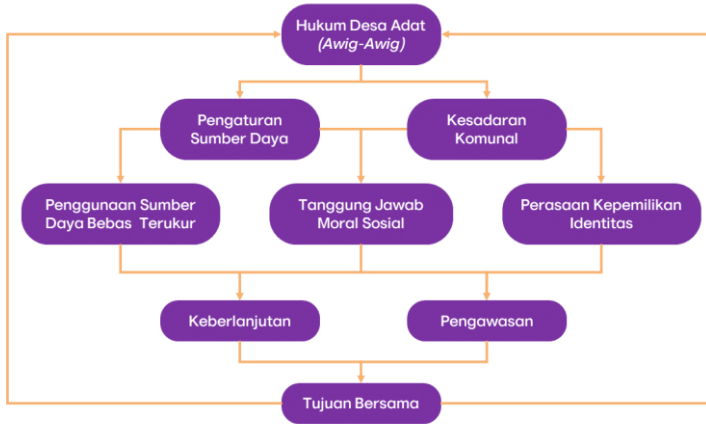 Hukum Desa Adat
(Awig-Awig)
Pengaturan
Sumber Daya
Kesadaran
Komunal
Penggunaan Sumber
Daya Bebas Terukur
Tanggung Jawab
Moral Sosial
Perasaan Kepemilikan
Identitas
Keberlanjutan
Pengawasan
Tujuan Bersama